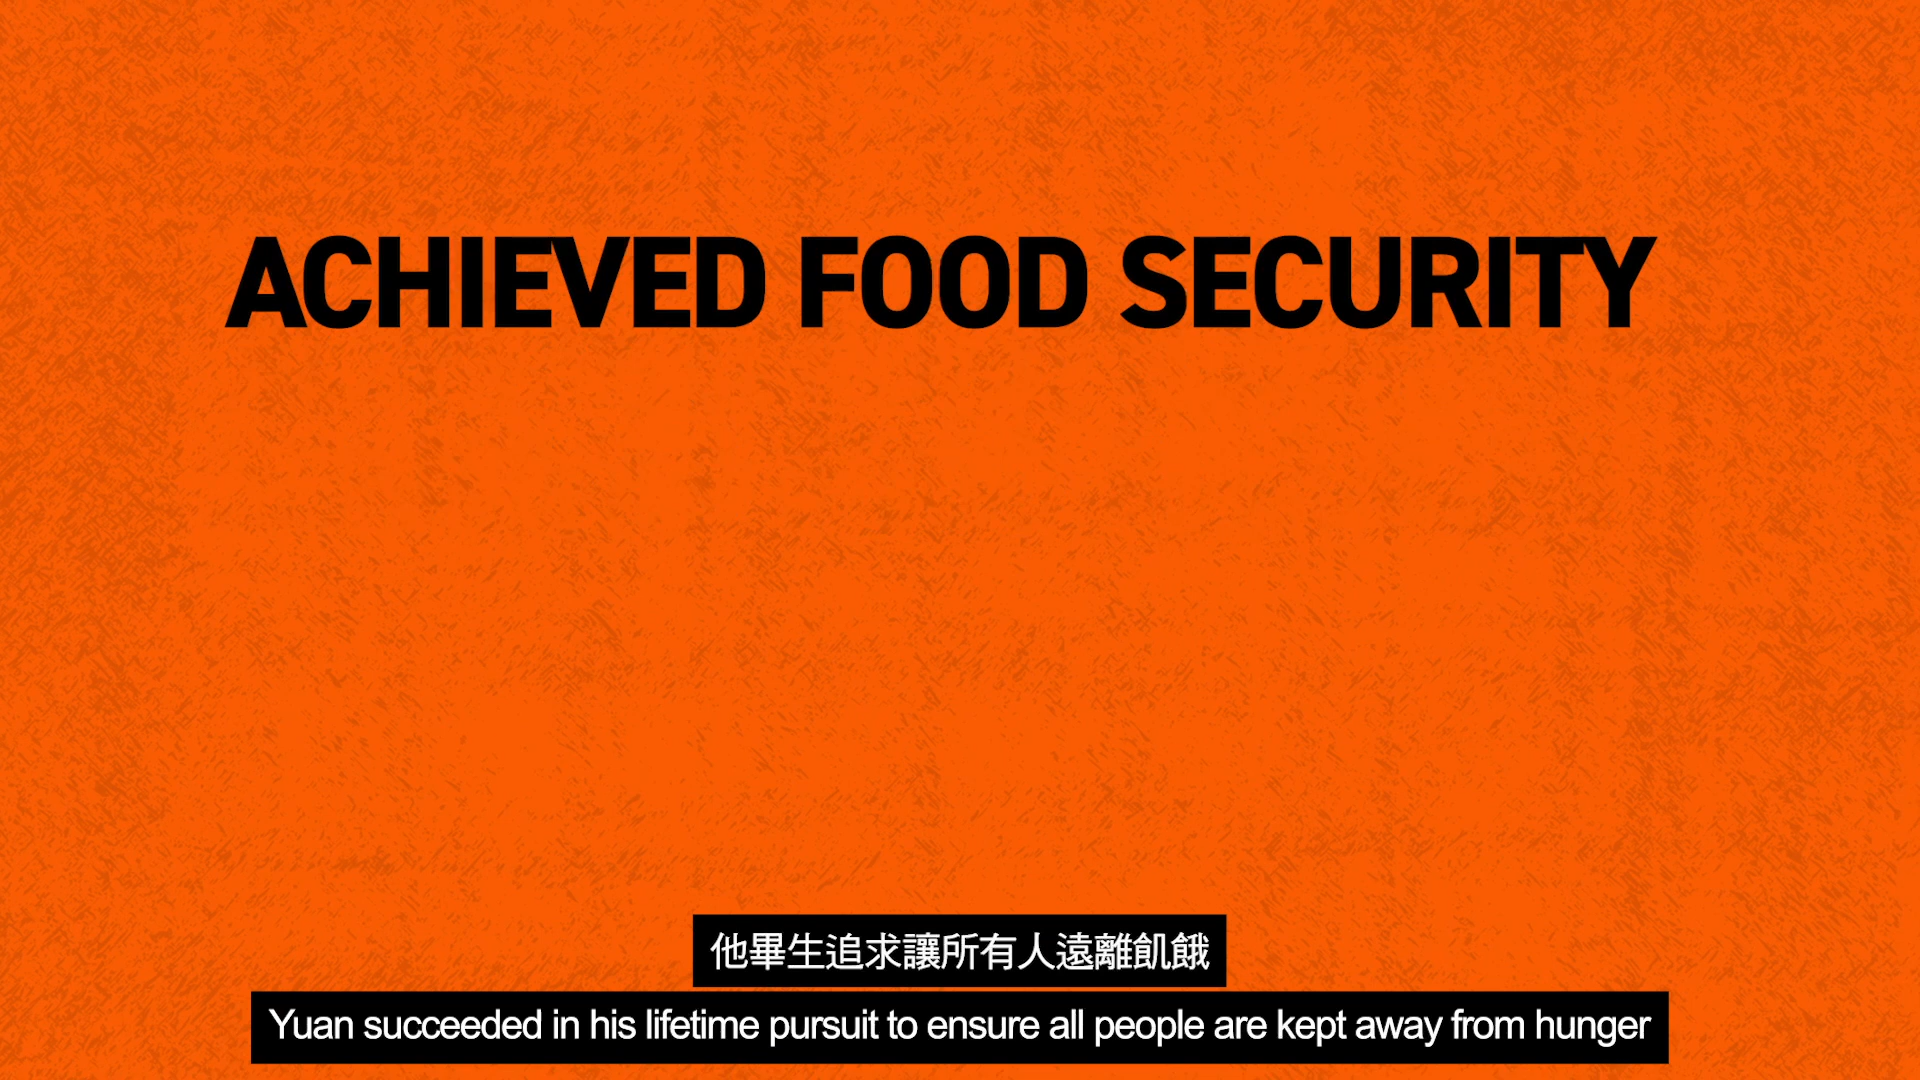 ACHIEVED FOOD SECURITY
他畢生追求讓所有人遠離飢餓
Yuan succeeded in his lifetime pursuit to ensure all people are kept away from hunger